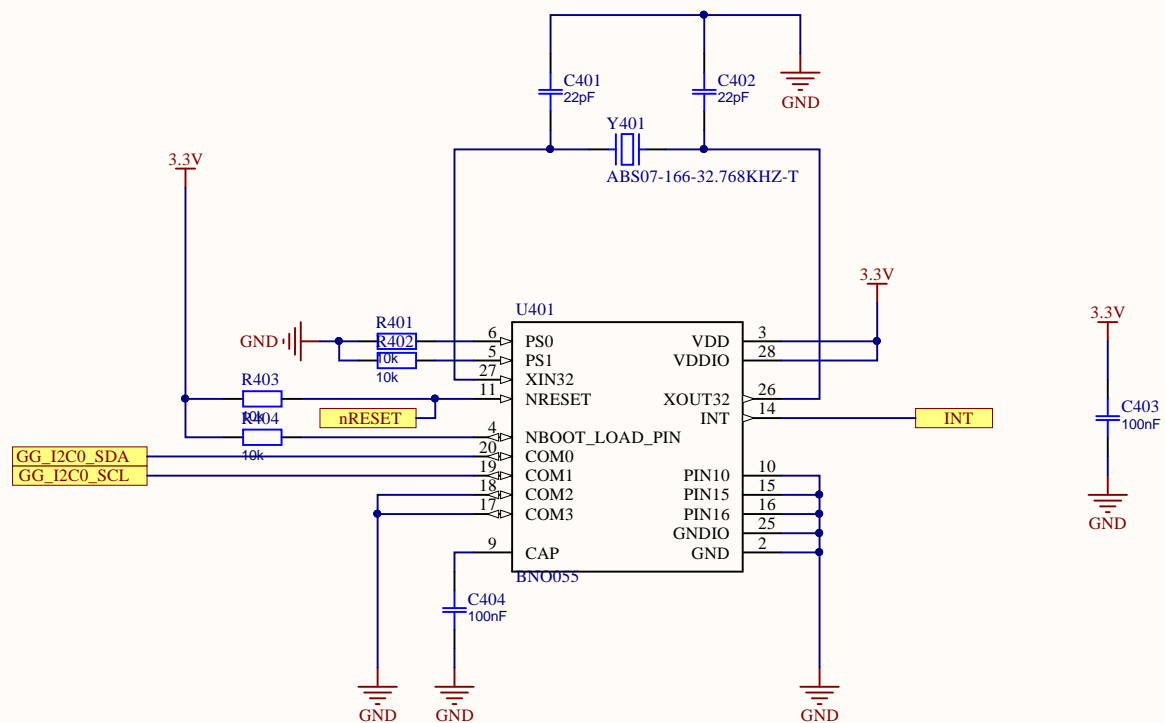 C401
22pF
C402
22pF
GND
Y401
ABS07-166-32.768KHZ-T
3.3V
3.3V
3.3V
U401
GND
R401
10k
R402
10k
R403
10k
R404
10k
nRESET
GG_I2C0_SDA
GG_I2C0_SCL
6 PS0
5 PS1
27 XIN32
11 NRESET
4 NBOOT_LOAD_PIN
20 COM0
19 COM1
18 COM2
17 COM3
9 CAP
VDD 3
VDDIO 28
XOUT32 26
INT 14
INT
PIN10 10
PIN15 15
PIN16 16
GNDIO 25
GND 2
BNO055
C403
100nF
GND
C404
100nF
GND
GND
GND